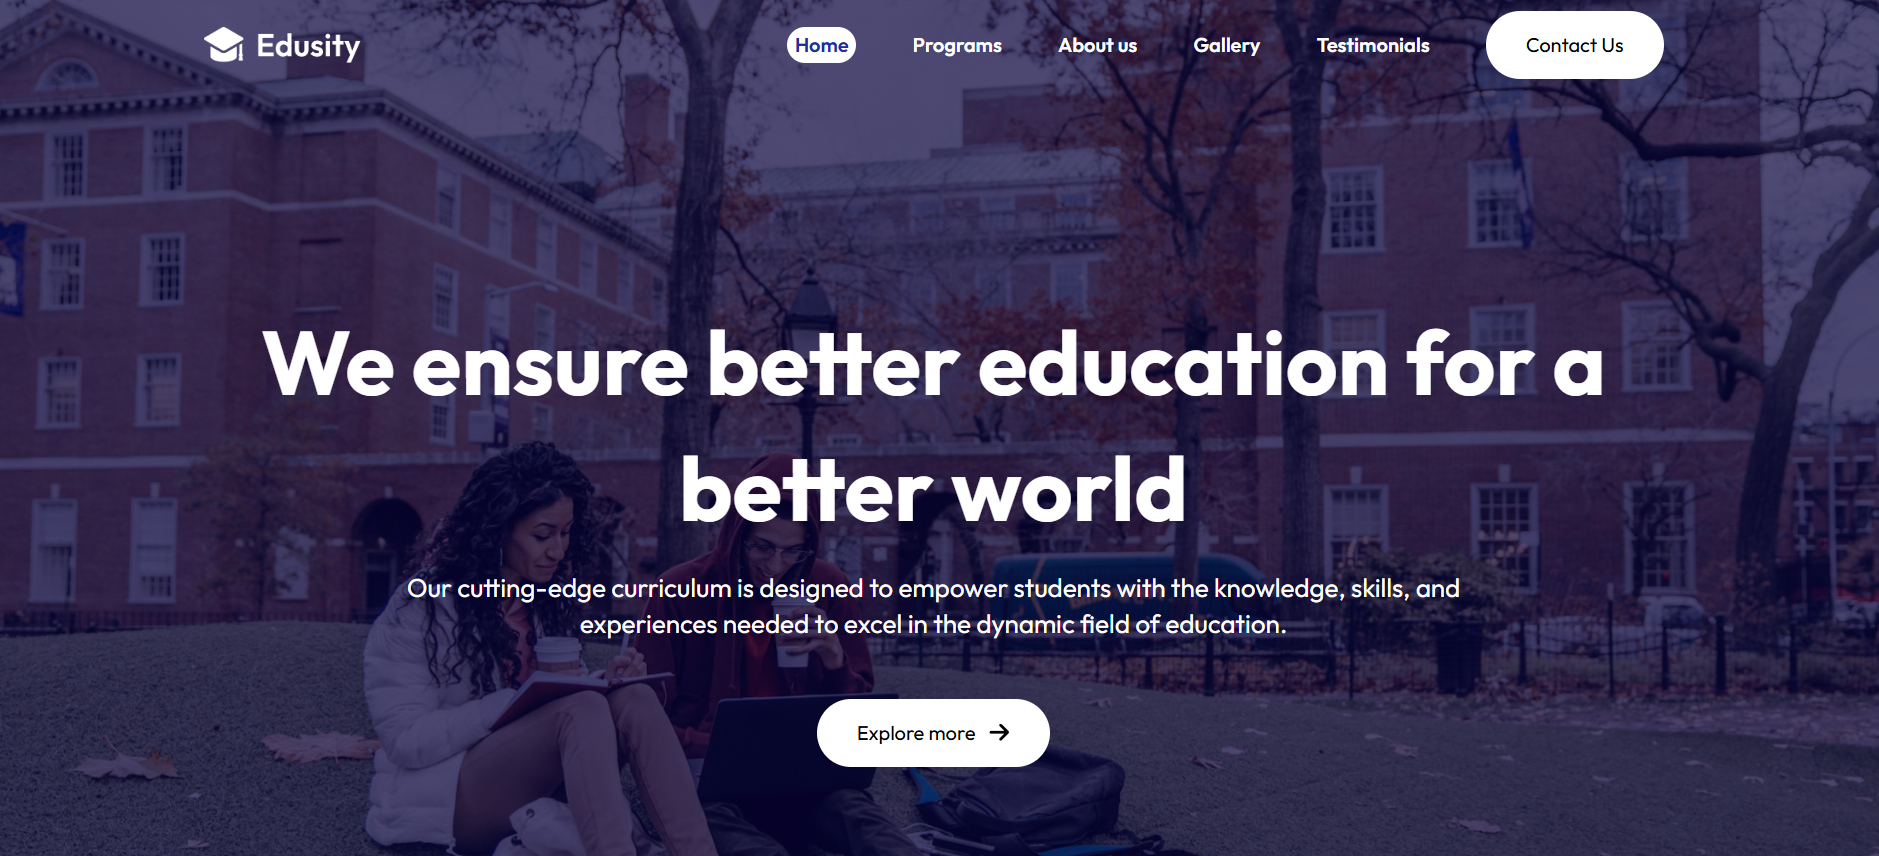 Edusity
Home Programs About us Gallery Testimonials Contact Us
We ensure better education for a
better world
Our cutting-edge curriculum is designed to empower students with the knowledge, skills, and
experiences needed to excel in the dynamic field of education.
Explore more